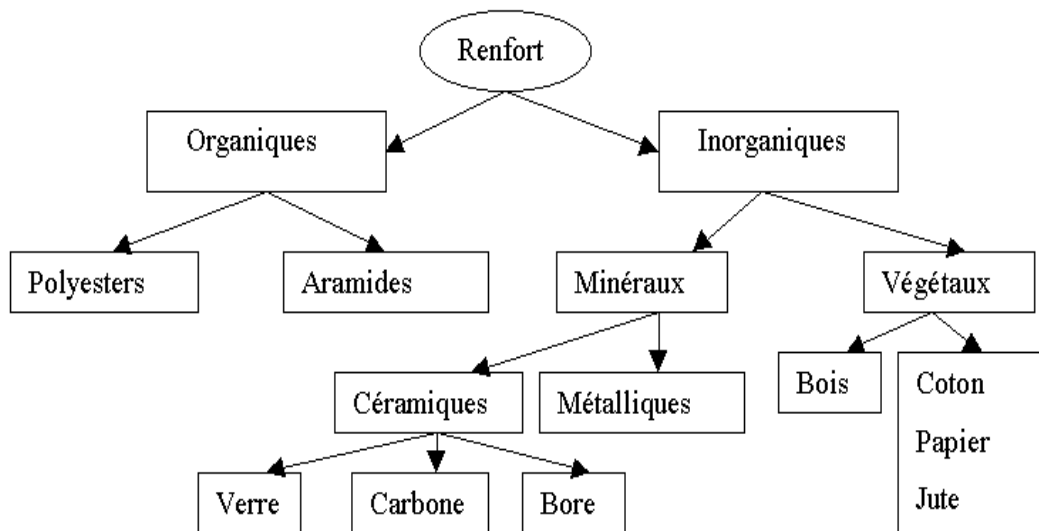 Renfort
Organiques
Inorganiques
Polyesters
Aramides
Minéraux
Végétaux
Céramiques
Métalliques
Bois
Coton
Papier
Jute
Verre
Carbone
Bore